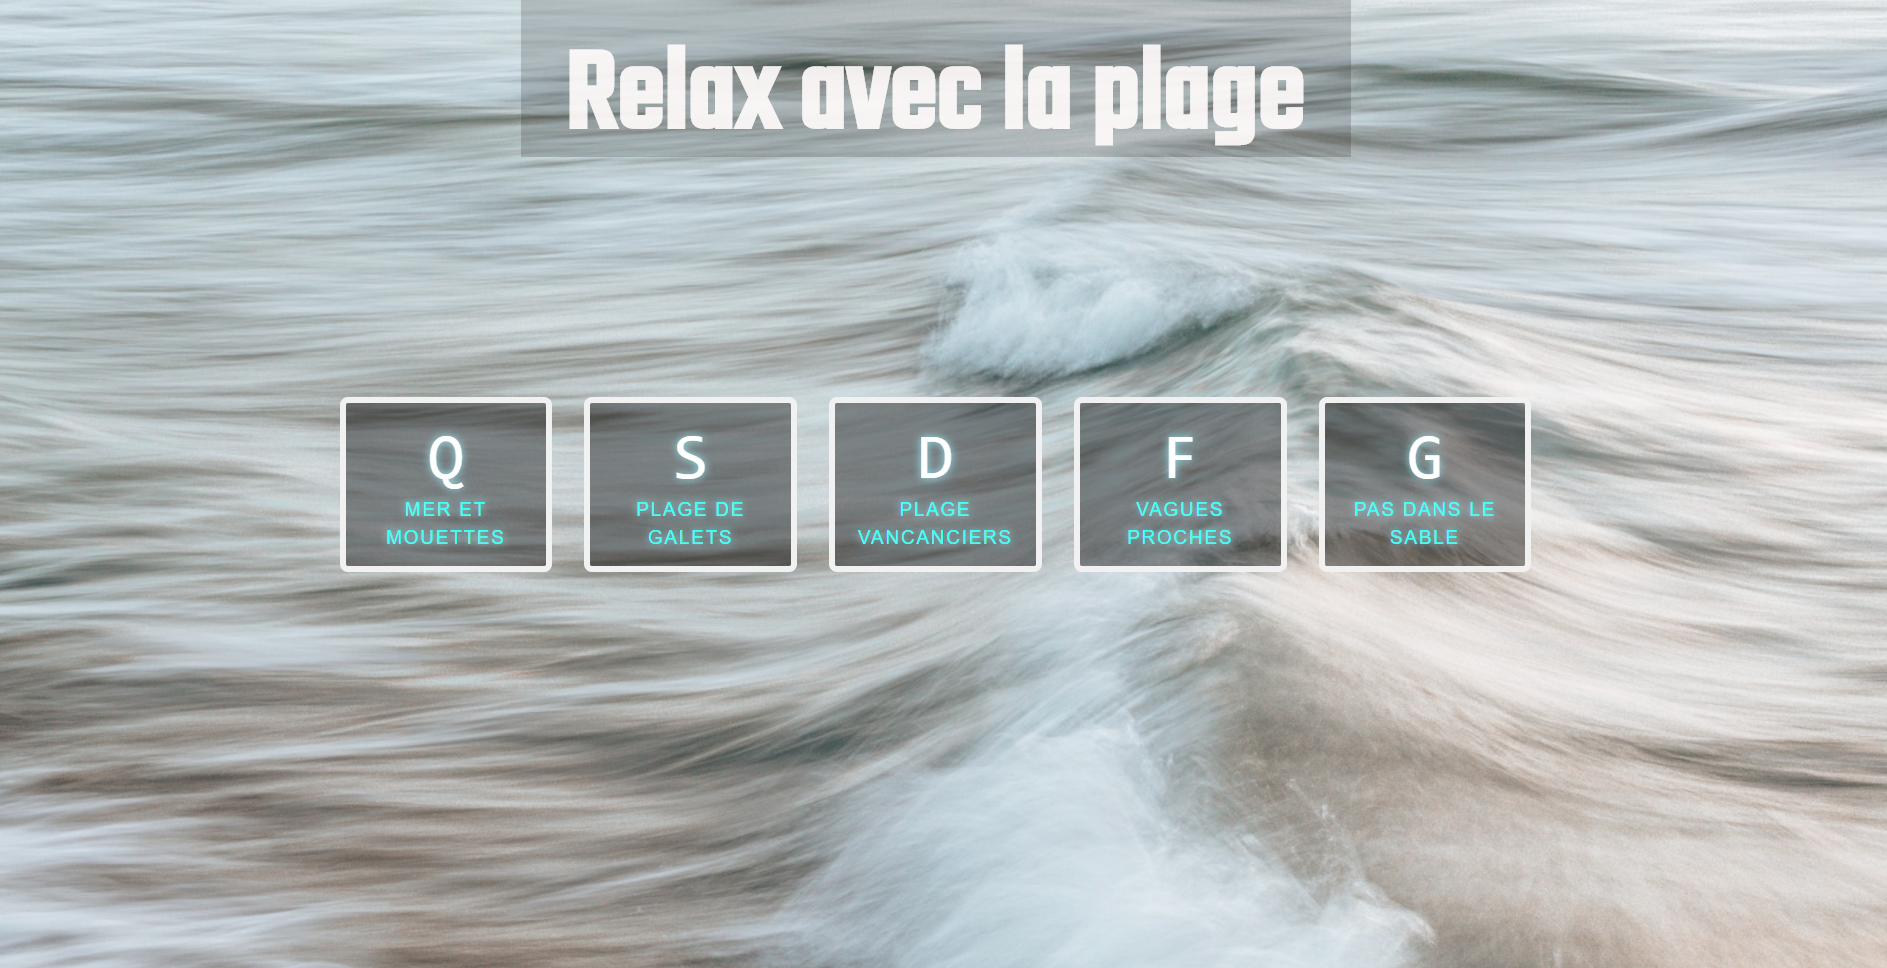 Relax avec la plage
Q
MER ET
MOUETTES
S
PLAGE DE
GALETS
D
PLAGE
VANCANCIERS
F
VAGUES
PROCHES
G
PAS DANS LE
SABLE